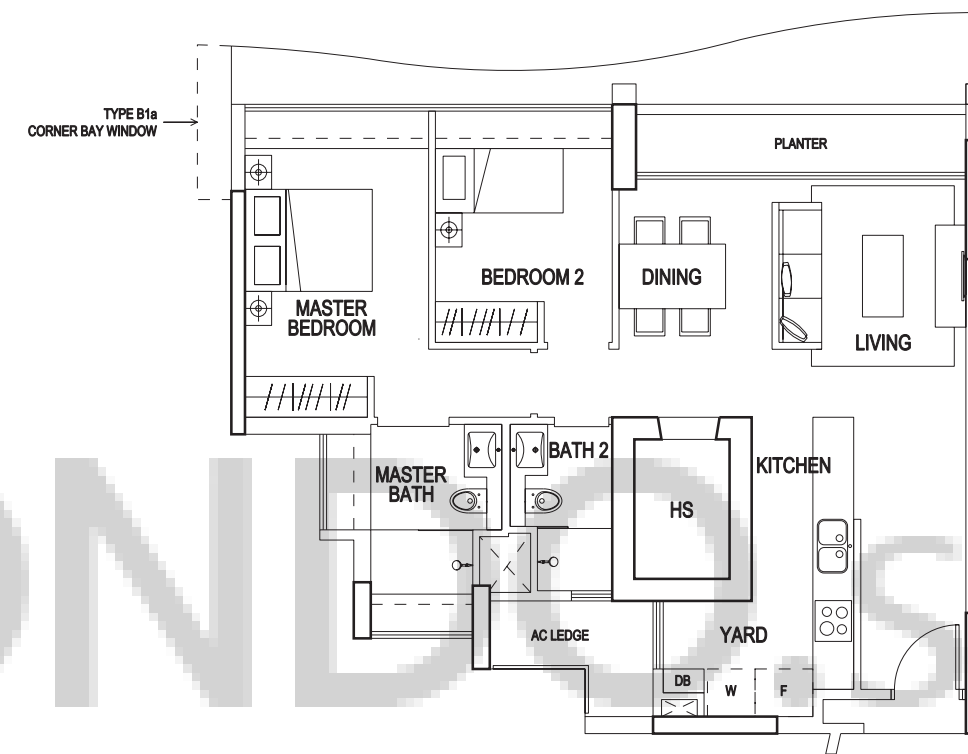 TYPE B1a
CORNER BAY WINDOW
PLANTER
BEDROOM 2
DINING
MASTER
BEDROOM
LIVING
BATH 2
KITCHEN
MASTER
BATH
HS
AC LEDGE
YARD
DB
W
F
ONDO.S